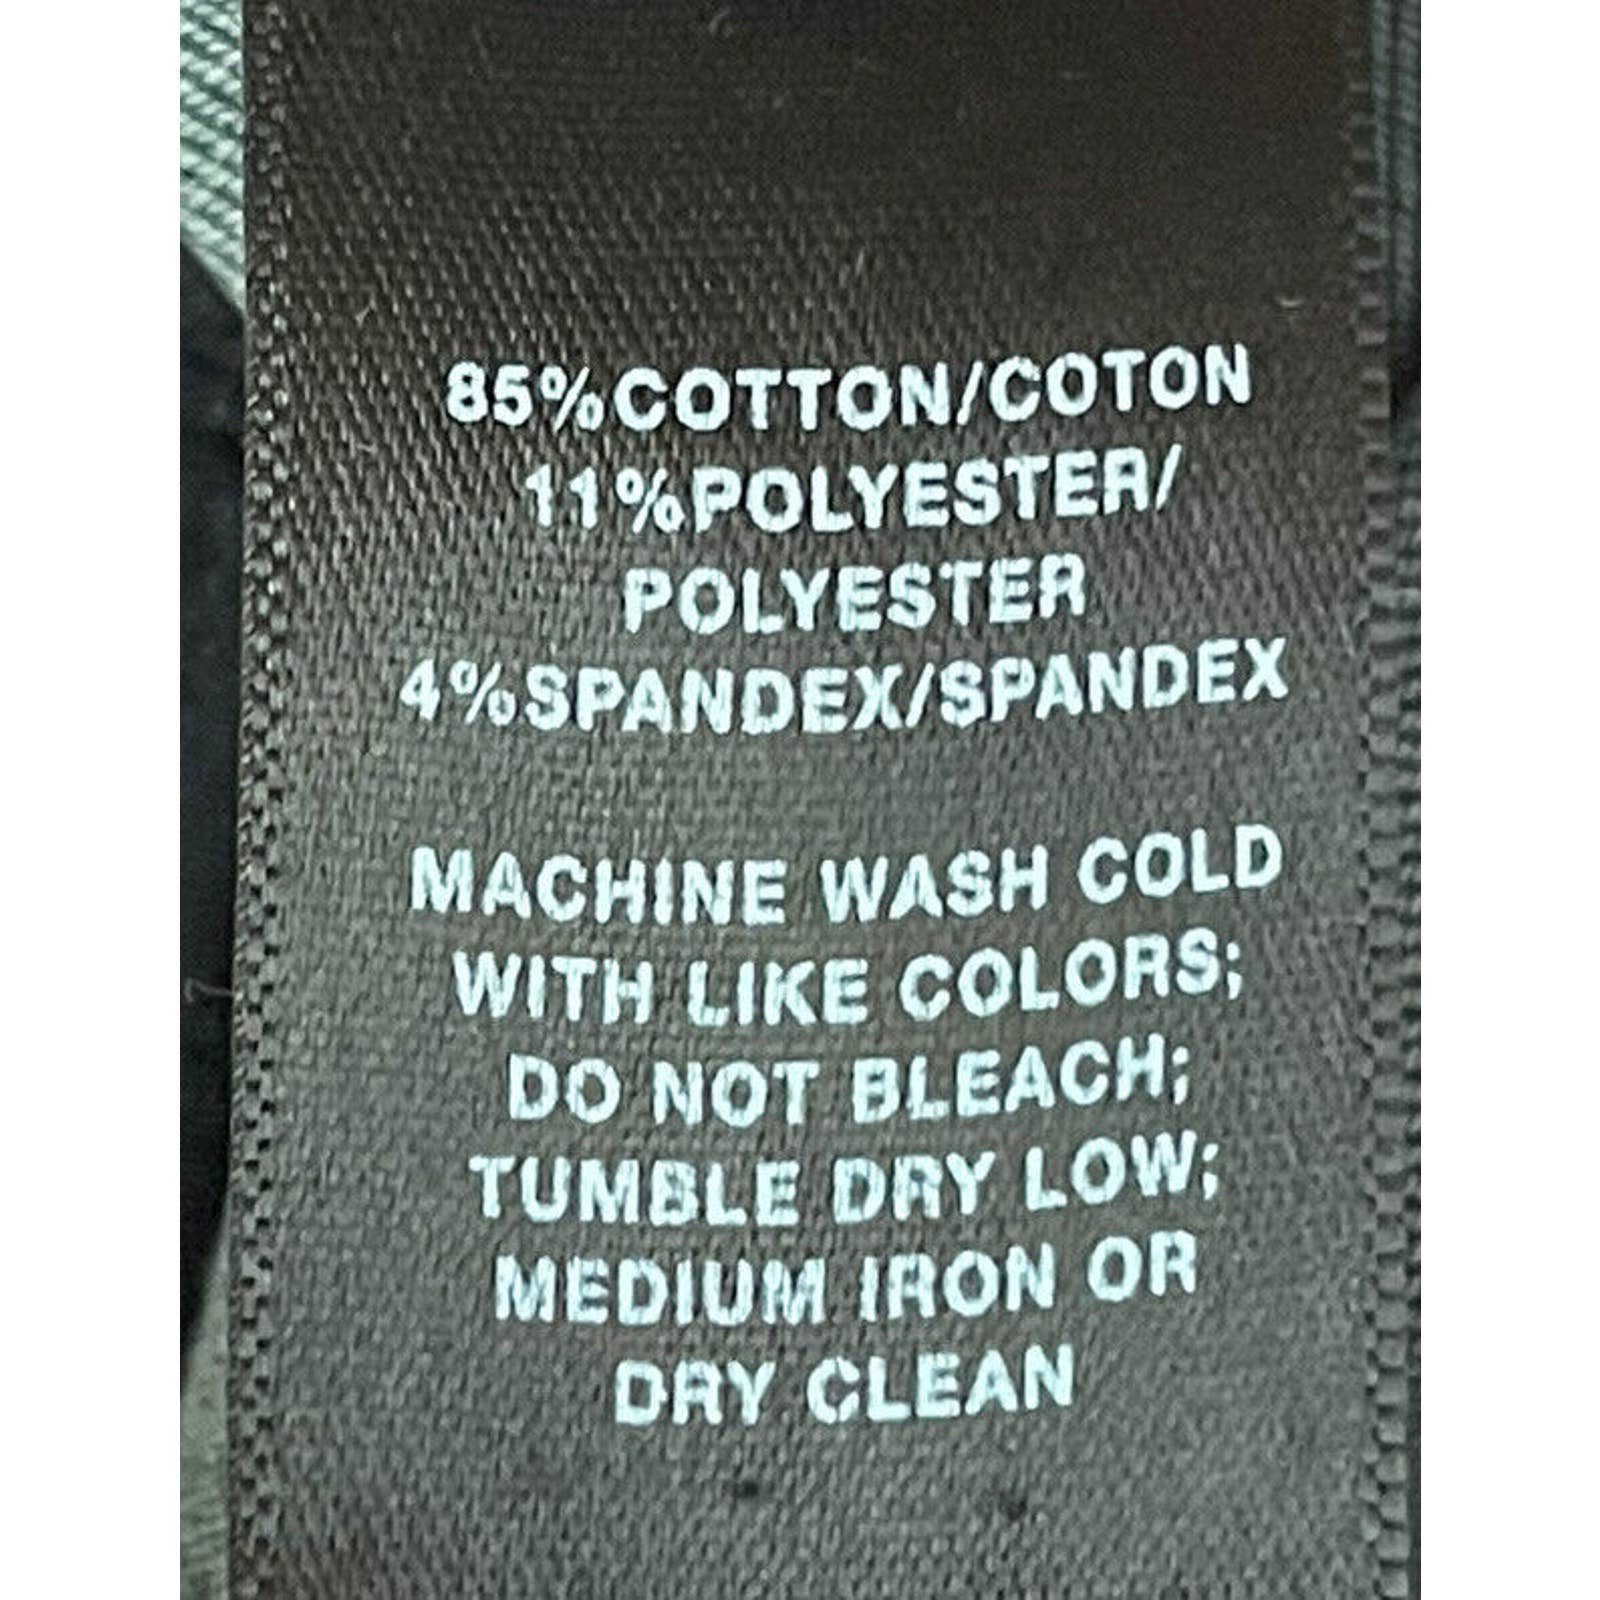 85%COTTON/COTON
11%POLYESTER/
POLYESTER
4%SPANDEX/SPANDEX
MACHINE WASH COLD
WITH LIKE COLORS;
DO NOT BLEACH;
TUMBLE DRY LOW;
MEDIUM IRON OR
DRY CLEAN